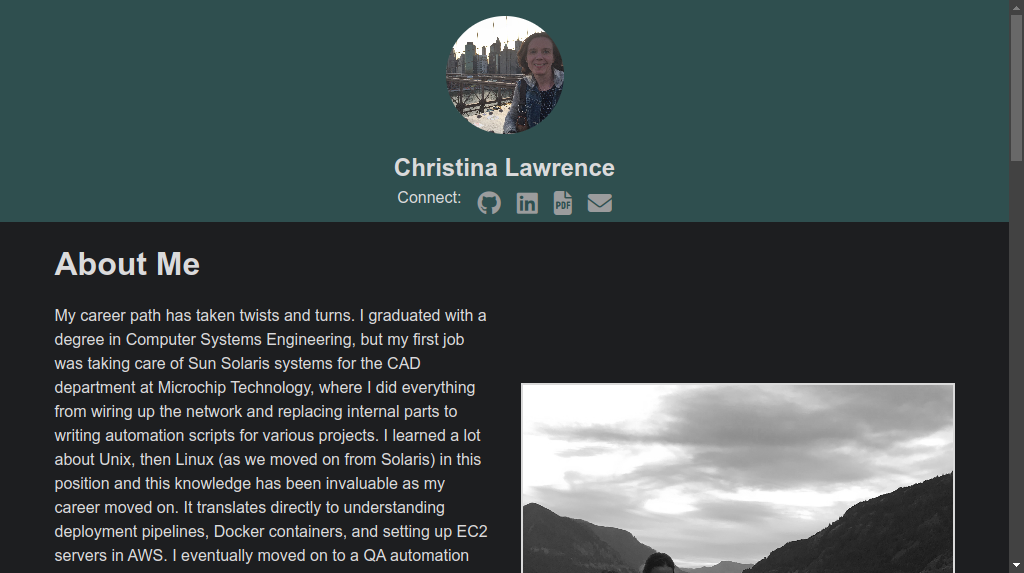 Christina Lawrence
Connect:
PDF
About Me
My career path has taken twists and turns. I graduated with a
degree in Computer Systems Engineering, but my first job
was taking care of Sun Solaris systems for the CAD
department at Microchip Technology, where I did everything
from wiring up the network and replacing internal parts to
writing automation scripts for various projects. I learned a lot
about Unix, then Linux (as we moved on from Solaris) in this
position and this knowledge has been invaluable as my
career moved on. It translates directly to understanding
deployment pipelines, Docker containers, and setting up EC2
servers in AWS. I eventually moved on to a QA automation